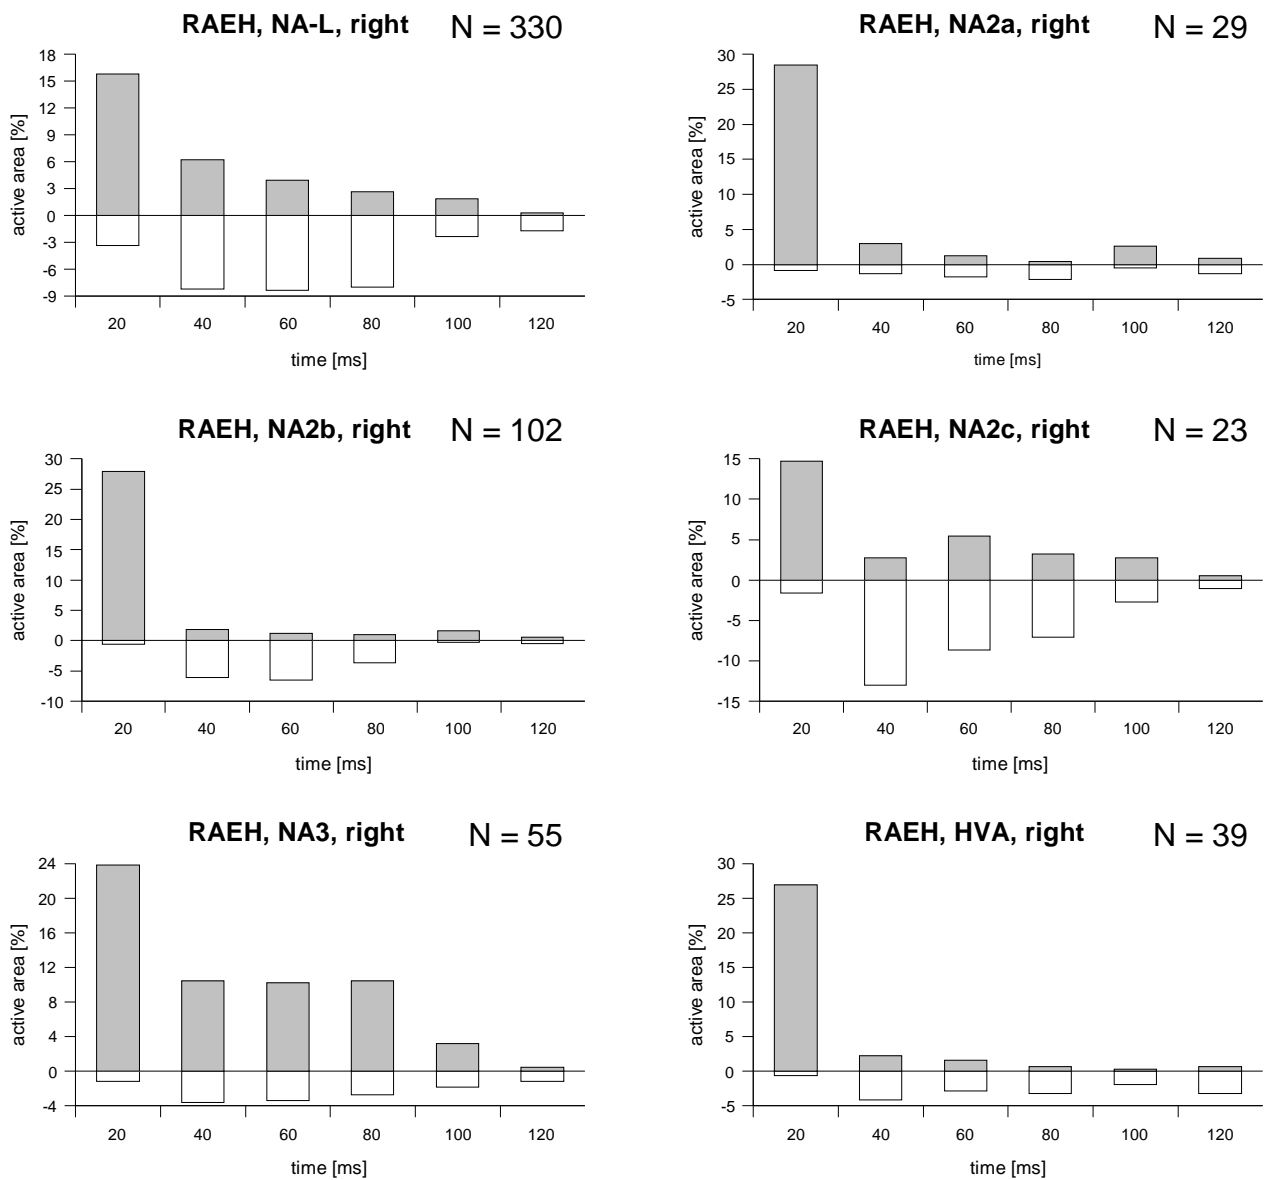 RAEH, NA-L, right N = 330
active area [%]
18
15
12
9
6
3
0
-3
-6
-9
20 40 60 80 100 120
time [ms]
RAEH, NA2a, right N = 29
active area [%]
30
25
20
15
10
5
0
-5
20 40 60 80 100 120
time [ms]
RAEH, NA2b, right N = 102
active area [%]
30
25
20
15
10
5
0
-5
-10
20 40 60 80 100 120
time [ms]
RAEH, NA2c, right N = 23
active area [%]
15
10
5
0
-5
-10
-15
20 40 60 80 100 120
time [ms]
RAEH, NA3, right N = 55
active area [%]
24
20
16
12
8
4
0
-4
20 40 60 80 100 120
time [ms]
RAEH, HVA, right N = 39
active area [%]
30
25
20
15
10
5
0
-5
20 40 60 80 100 120
time [ms]